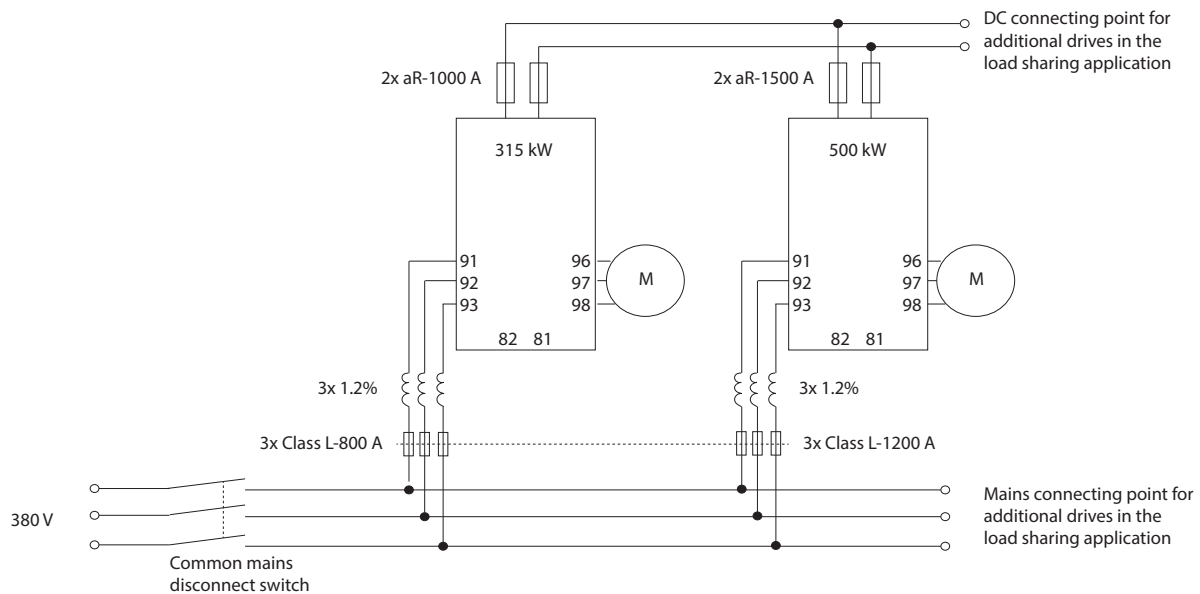 DC connecting point for
additional drives in the
load sharing application
2x aR-1000 A
2x aR-1500 A
315 kW
500 kW
91
92
93
96
97
98
M
82 81
91
92
93
96
97
98
M
82 81
3x 1.2%
3x 1.2%
3x Class L-800 A
3x Class L-1200 A
380 V
Mains connecting point for
additional drives in the
load sharing application
Common mains
disconnect switch